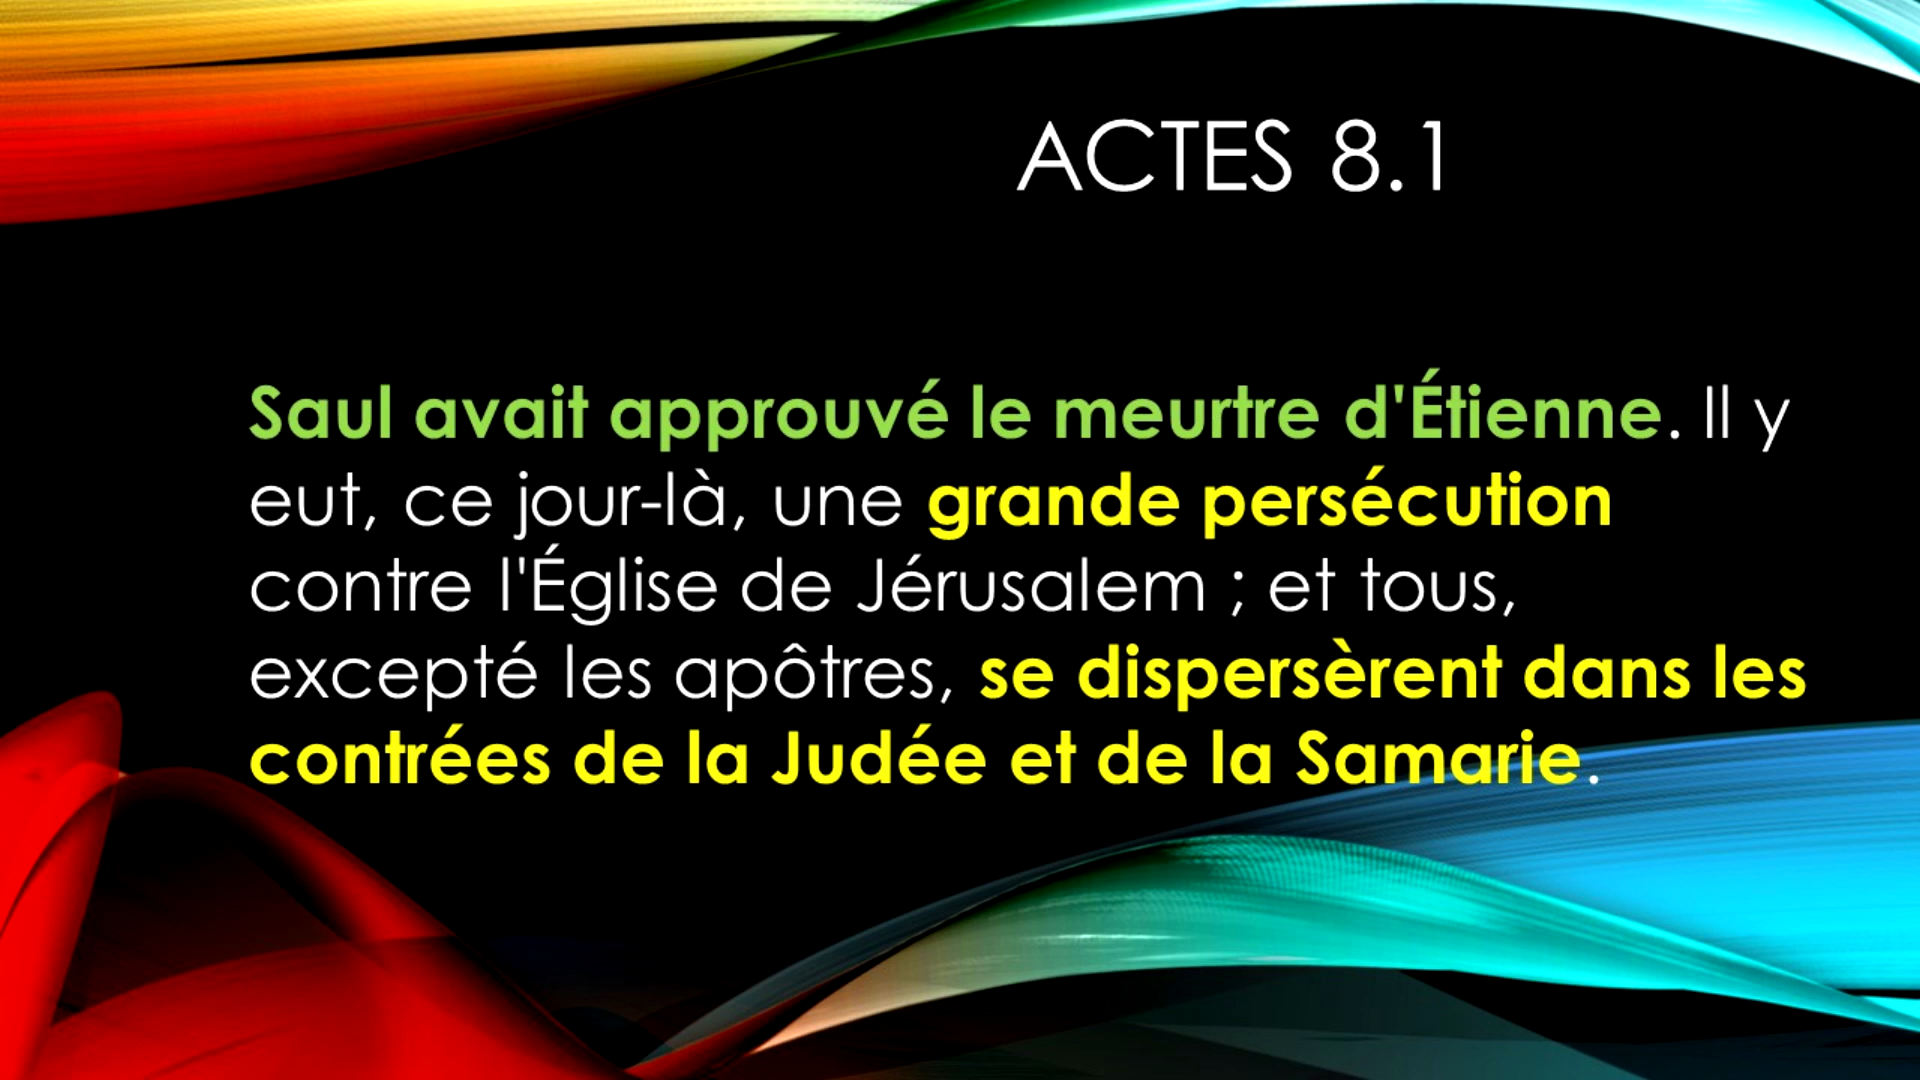 ACTES 8.1
Saul avait approuvé le meurtre d'Étienne. Il y
eut, ce jour-là, une grande persécution
contre l'Église de Jérusalem ; et tous,
excepté les apôtres, se dispersèrent dans les
contrées de la Judée et de la Samarie.